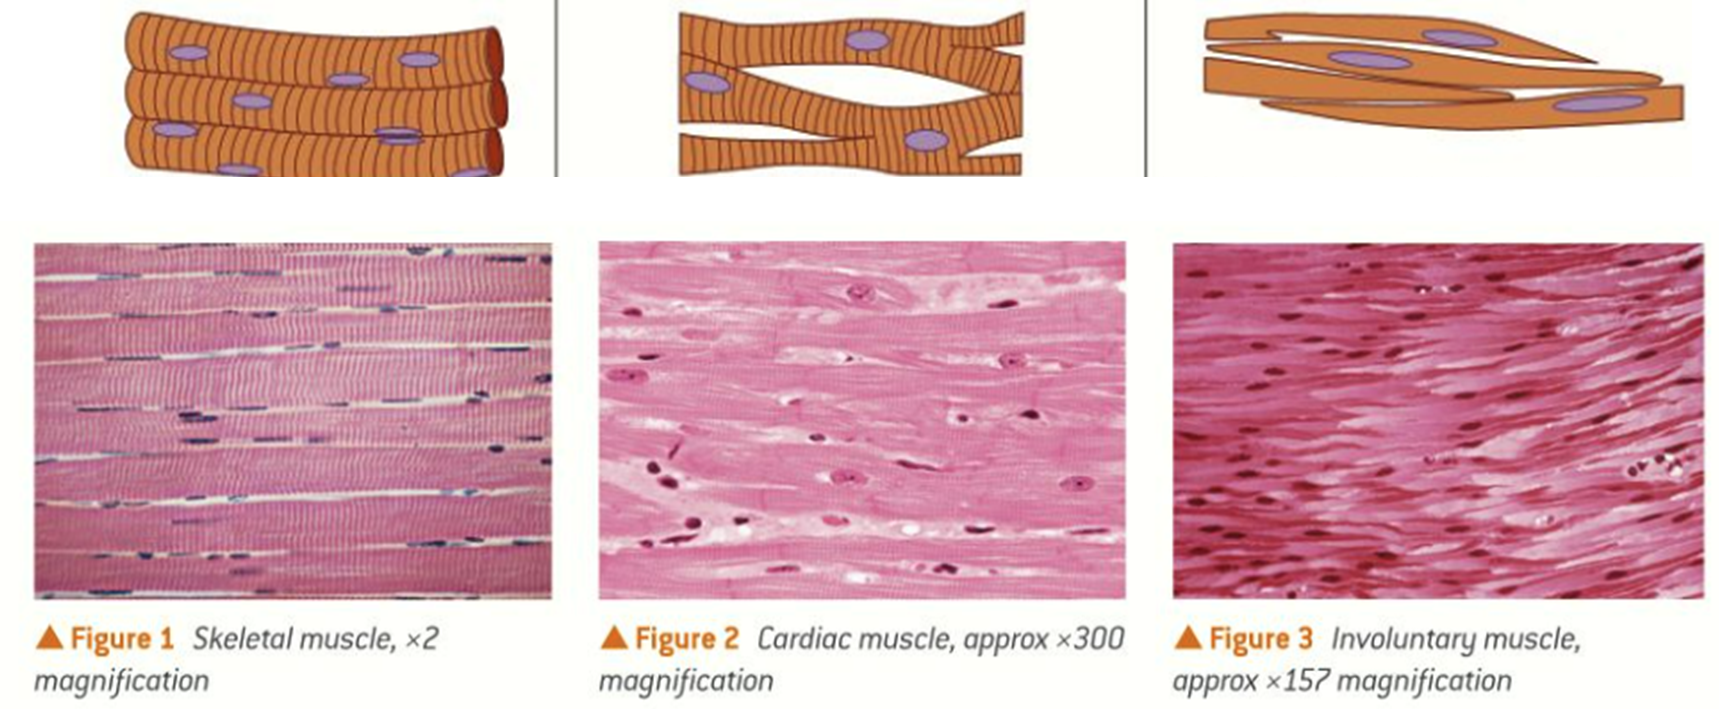 ▲ Figure 1 Skeletal muscle, ×2
magnification
▲ Figure 2 Cardiac muscle, approx ×300
magnification
▲ Figure 3 Involuntary muscle,
approx ×157 magnification